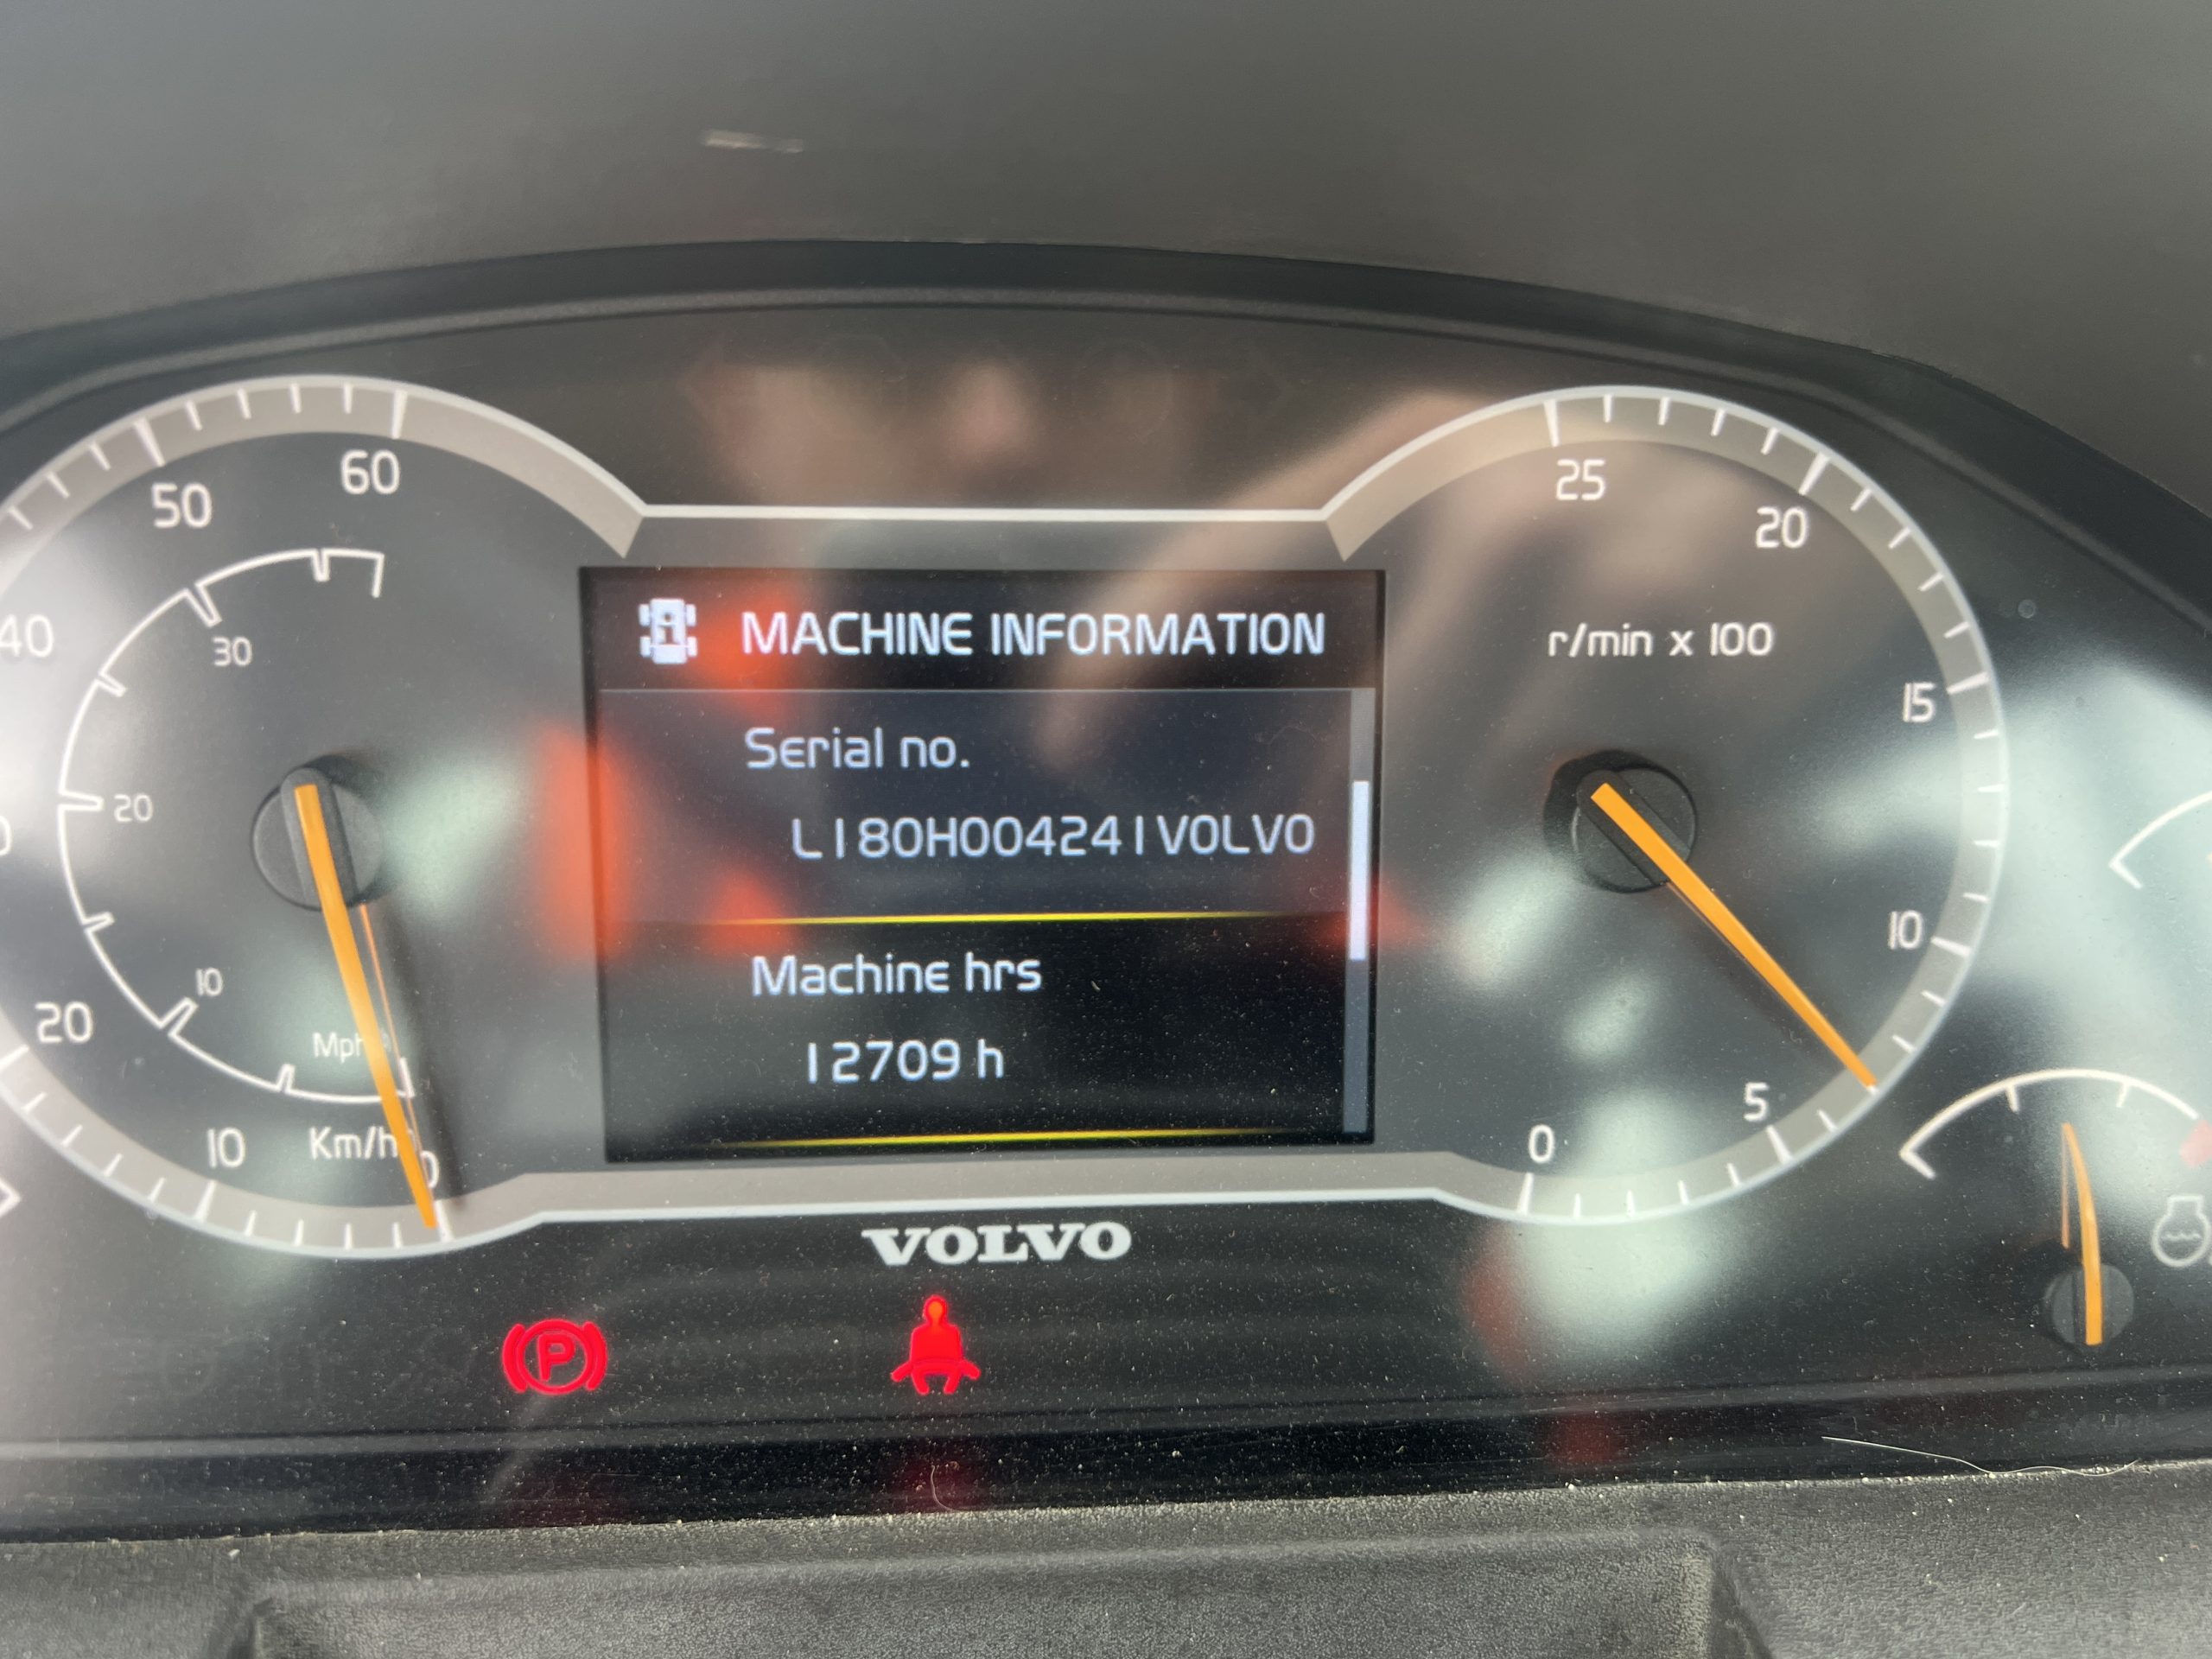 60
50
40
30
20
20
10
Mph
10
Km/h
0
MACHINE INFORMATION
Serial no.
L180H004241VOLVO
Machine hrs
12709 h
25
20
r/min x 100
15
10
5
0
VOLVO
P